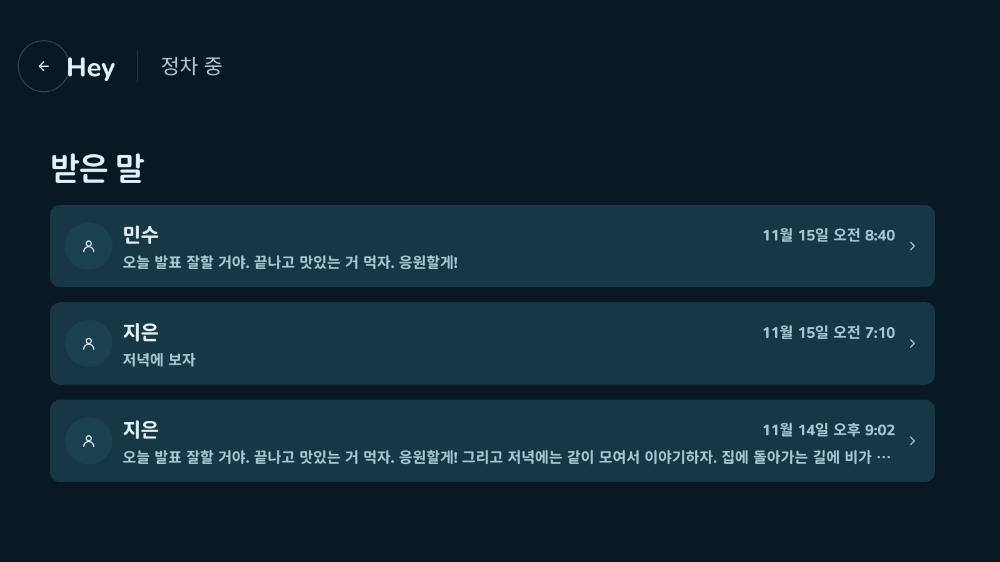 Hey
정차 중
받은 말
민수
11월 15일 오전 8:40
오늘 발표 잘할 거야. 끝나고 맛있는 거 먹자. 응원할게!
지은
11월 15일 오전 7:10
저녁에 보자
지은
11월 14일 오후 9:02
오늘 발표 잘할 거야. 끝나고 맛있는 거 먹자. 응원할게! 그리고 저녁에는 같이 모여서 이야기하자. 집에 돌아가는 길에 비가 ···